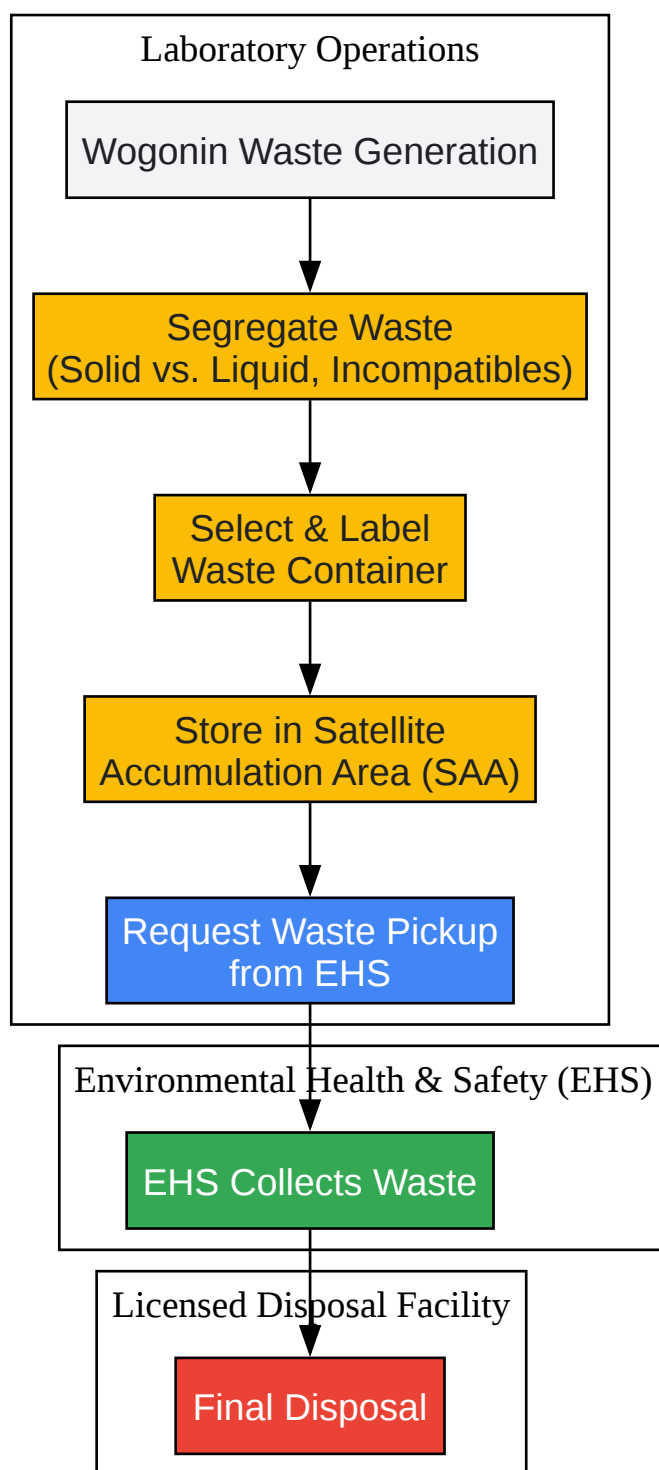 Laboratory Operations
Wogonin Waste Generation
Segregate Waste
(Solid vs. Liquid, Incompatibles)
Select & Label
Waste Container
Store in Satellite
Accumulation Area (SAA)
Request Waste Pickup
from EHS
Environmental Health & Safety (EHS)
EHS Collects Waste
Licensed Disposal Facility
Final Disposal